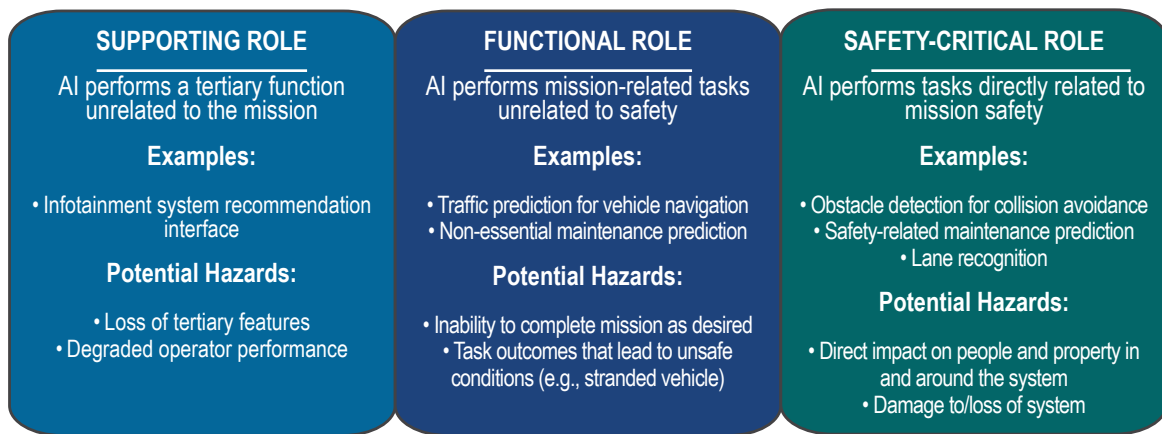 SUPPORTING ROLE
AI performs a tertiary function
unrelated to the mission
Examples:
• Infotainment system recommendation
interface
Potential Hazards:
• Loss of tertiary features
• Degraded operator performance
FUNCTIONAL ROLE
AI performs mission-related tasks
unrelated to safety
Examples:
• Traffic prediction for vehicle navigation
• Non-essential maintenance prediction
Potential Hazards:
• Inability to complete mission as desired
• Task outcomes that lead to unsafe
conditions (e.g., stranded vehicle)
SAFETY-CRITICAL ROLE
AI performs tasks directly related to
mission safety
Examples:
• Obstacle detection for collision avoidance
• Safety-related maintenance prediction
• Lane recognition
Potential Hazards:
• Direct impact on people and property in
and around the system
• Damage to/loss of system